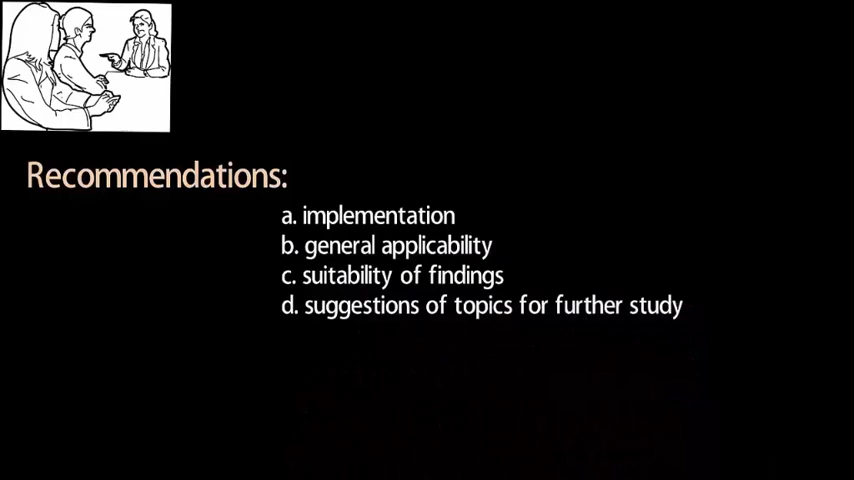 Recommendations:
a. implementation
b. general applicability
c. suitability of findings
d. suggestions of topics for further study